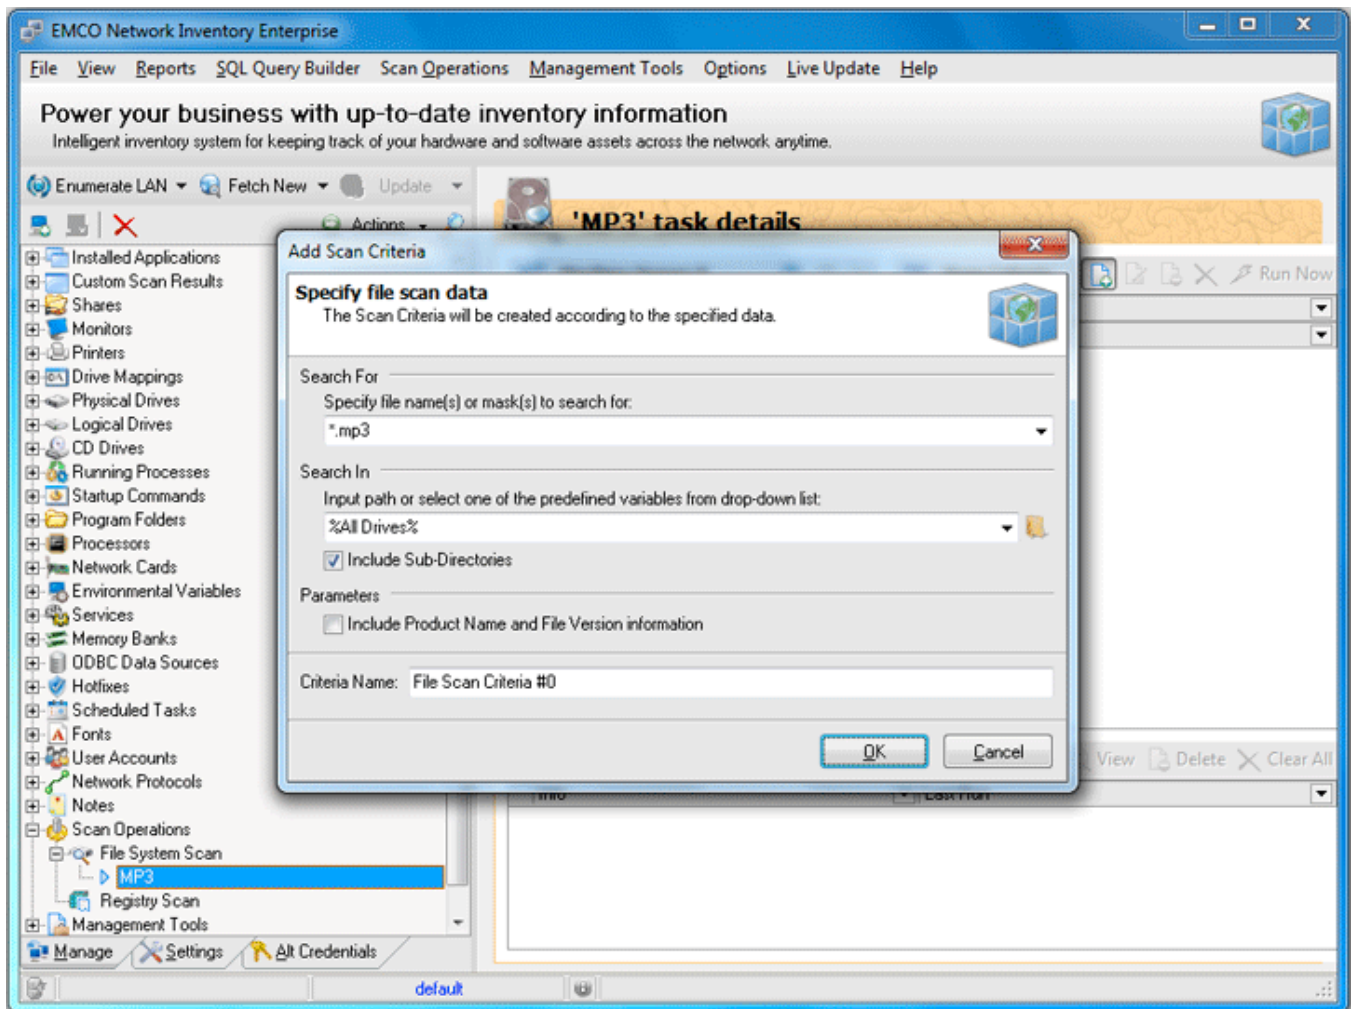 EMCO Network Inventory Enterprise
File View Reports SQL Query Builder Scan Operations Management Tools Options Live Update Help
Power your business with up-to-date inventory information
Intelligent inventory system for keeping track of your hardware and software assets across the network anytime.
Enumerate LAN Fetch New Update
Actions
'MP3' task details
Run Now
Installed Applications
Custom Scan Results
Shares
Monitors
Printers
Drive Mappings
Physical Drives
Logical Drives
CD Drives
Running Processes
Startup Commands
Program Folders
Processors
Network Cards
Environmental Variables
Services
Memory Banks
ODBC Data Sources
Hotfixes
Scheduled Tasks
Fonts
User Accounts
Network Protocols
Notes
Scan Operations
File System Scan
MP3
Registry Scan
Management Tools
Add Scan Criteria
Specify file scan data
The Scan Criteria will be created according to the specified data.
Search For
Specify file name(s) or mask(s) to search for:
*.mp3
Search In
Input path or select one of the predefined variables from drop-down list:
%All Drives%
Include Sub-Directories
Parameters
Include Product Name and File Version information
Criteria Name: File Scan Criteria #0
OK Cancel
View Delete Clear All
Info Last Run
Manage Settings Alt Credentials
default